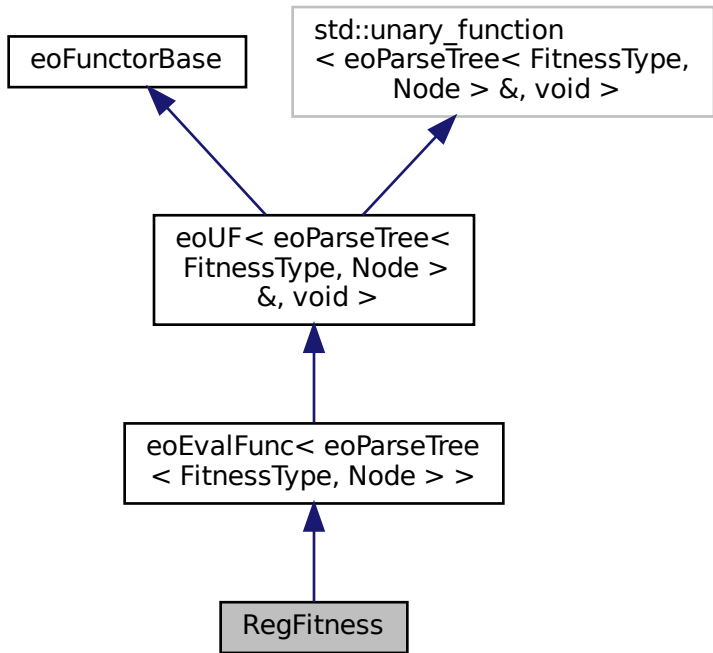 eoFunctorBase
std::unary_function
< eoParseTree< FitnessType,
Node > &, void >
eoUF< eoParseTree<
FitnessType, Node >
&, void >
eoEvalFunc< eoParseTree
< FitnessType, Node > >
RegFitness